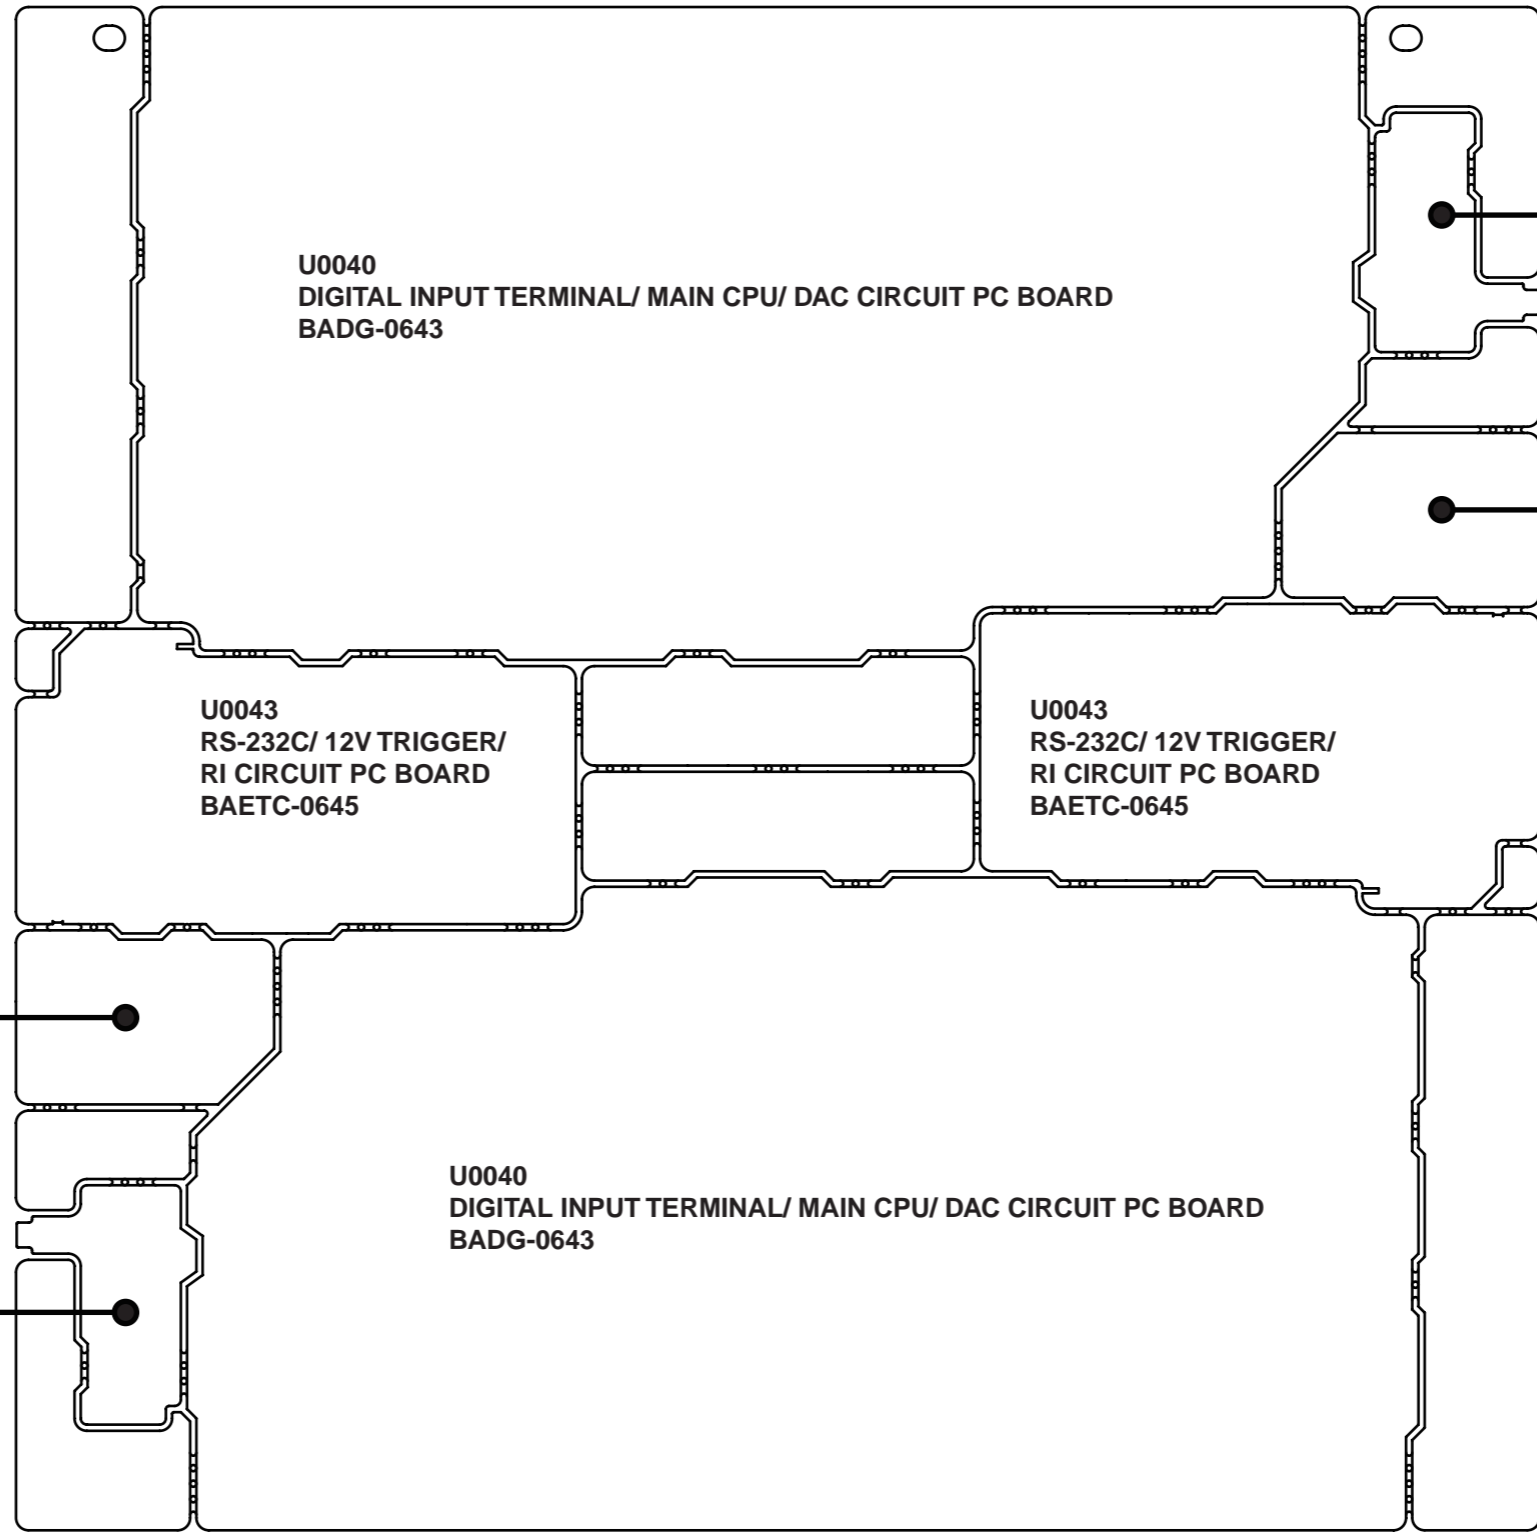 U0040
DIGITAL INPUT TERMINAL/ MAIN CPU/ DAC CIRCUIT PC BOARD
BADG-0643
U0043
RS-232C/ 12V TRIGGER/
RI CIRCUIT PC BOARD
BAETC-0645
U0043
RS-232C/ 12V TRIGGER/
RI CIRCUIT PC BOARD
BAETC-0645
U0040
DIGITAL INPUT TERMINAL/ MAIN CPU/ DAC CIRCUIT PC BOARD
BADG-0643